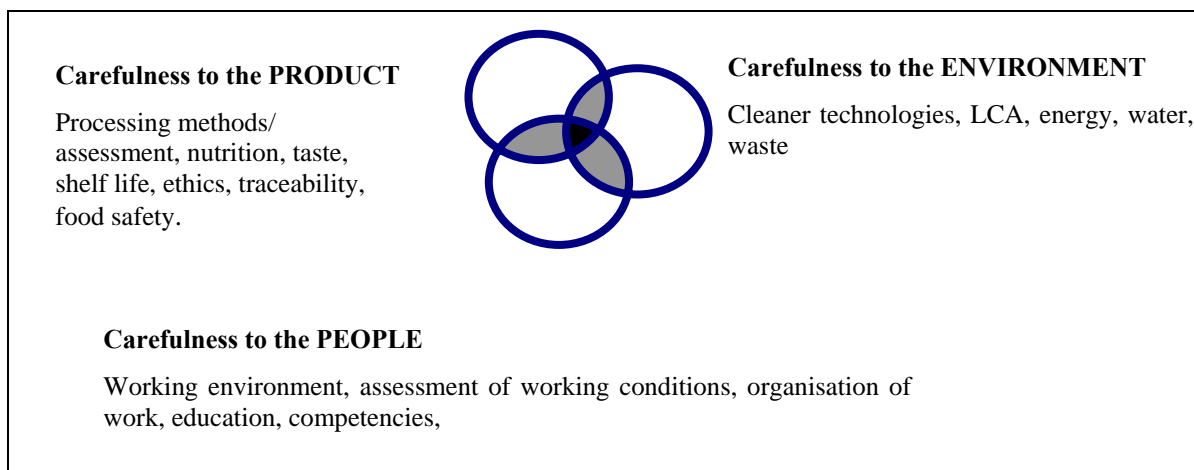 Carefulness to the PRODUCT
Processing methods/
assessment, nutrition, taste,
shelf life, ethics, traceability,
food safety.
Carefulness to the ENVIRONMENT
Cleaner technologies, LCA, energy, water,
waste
Carefulness to the PEOPLE
Working environment, assessment of working conditions, organisation of
work, education, competencies,